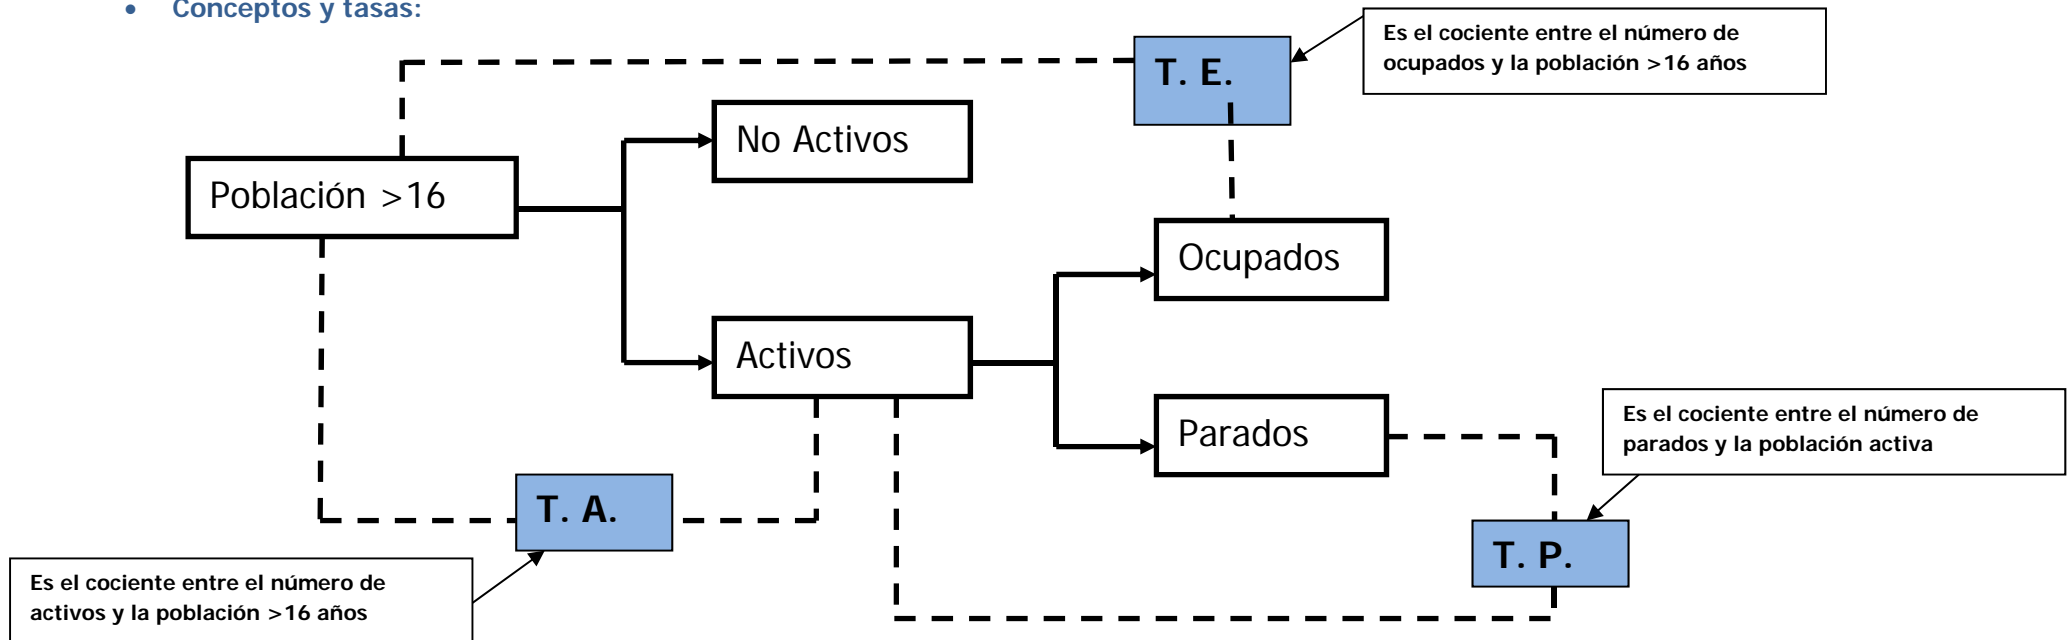 • Conceptos y tasas:
Es el cociente entre el número de
ocupados y la población >16 años
T. E.
No Activos
Población >16
Ocupados
Activos
Parados
Es el cociente entre el número de
parados y la población activa
T. A.
T. P.
Es el cociente entre el número de
activos y la población >16 años